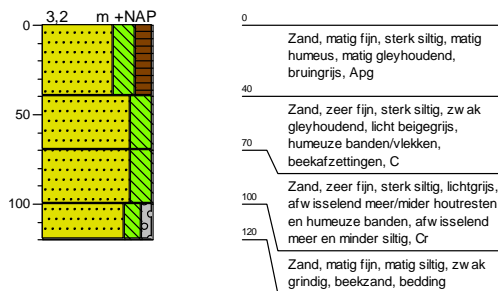 3,2 m +NAP
0
50
100
0
Zand, matig fijn, sterk siltig, matig
humeus, matig gleyhoudend,
bruingrijs, Apg
40
Zand, zeer fijn, sterk siltig, zwak
gleyhoudend, licht beigegrijs,
humeuze banden/vlekken,
beekafzettingen, C
70
Zand, zeer fijn, sterk siltig, lichtgrijs,
afwisselend meer/mider houtresten
en humeuze banden, afwisselend
meer en minder siltig, Cr
100
120
Zand, matig fijn, matig siltig, zwak
grindig, beekzand, bedding